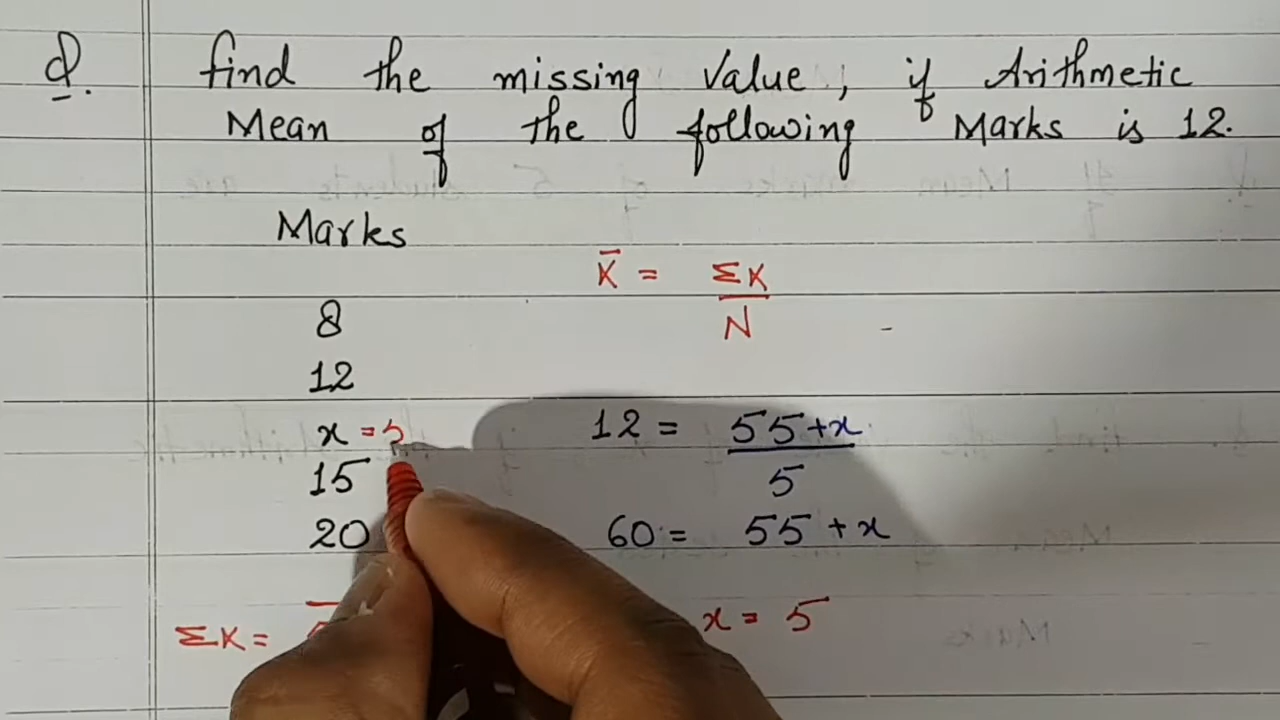 Q. find the missing Value, if Arithmetic
Mean of the following Marks is 12.
Marks
X̄ = ΣX
N
8
12
x = 5
12 = 55+x
15
5
20
60 = 55 + x
ΣX =
x = 5